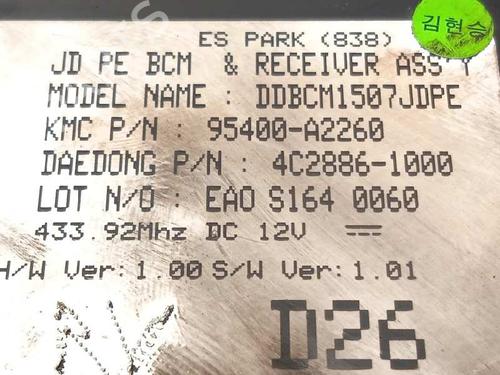 김현승
ES PARK (838)
JD PE BCM & RECEIVER ASS'Y
MODEL NAME : DDBCM1507JDPE
KMC P/N : 95400-A2260
DAEDONG P/N : 4C2886-1000
LOT N/O : EAO S164 0060
433.92Mhz DC 12V
H/W Ver: 1.00 S/W Ver: 1.01
D26